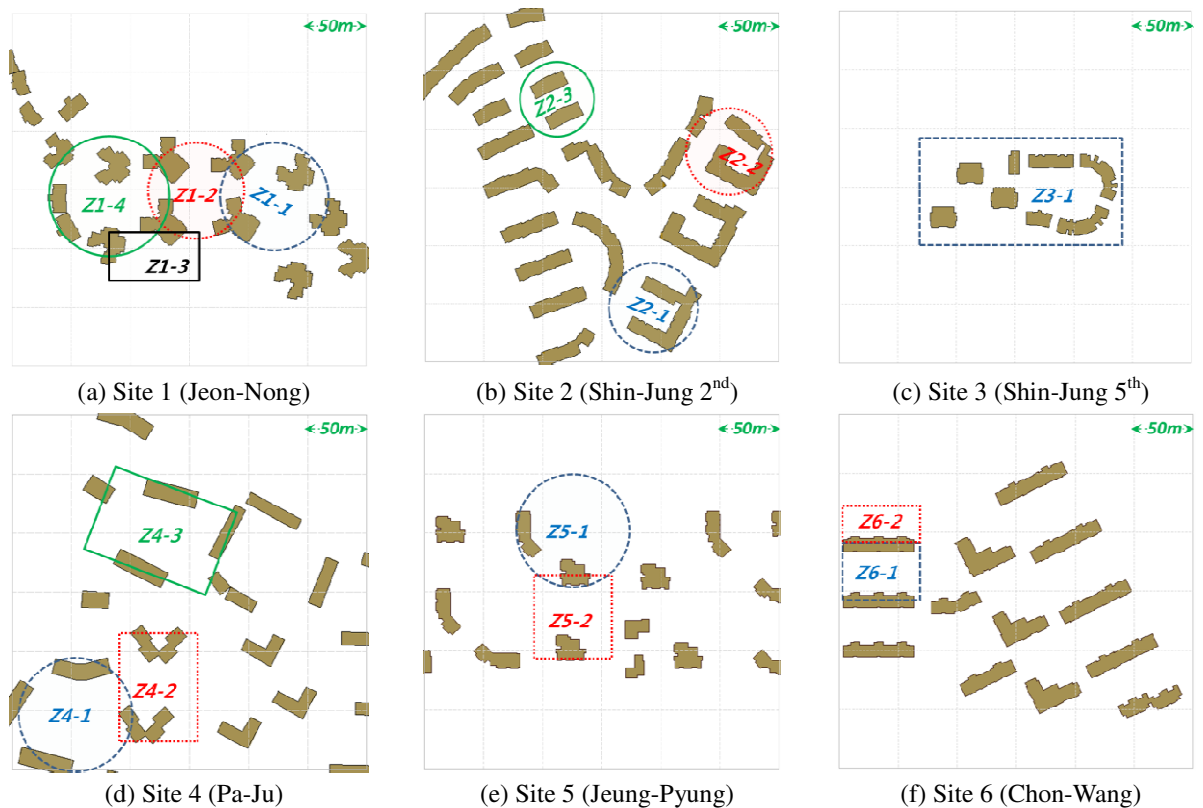 50m
50m
50m
Z1-4
Z1-2
Z1-1
Z1-3
Z2-3
Z2-2
Z2-1
Z3-1
(a) Site 1 (Jeon-Nong)
(b) Site 2 (Shin-Jung 2nd)
(c) Site 3 (Shin-Jung 5th)
50m
50m
50m
Z4-3
Z4-2
Z4-1
Z5-1
Z5-2
Z6-2
Z6-1
(d) Site 4 (Pa-Ju)
(e) Site 5 (Jeung-Pyung)
(f) Site 6 (Chon-Wang)